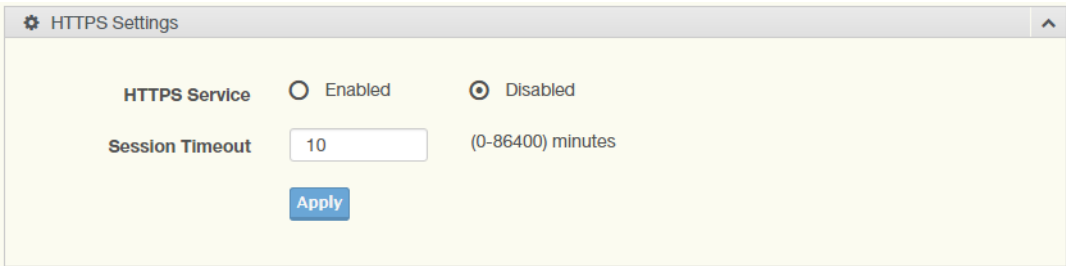 HTTPS Settings
HTTPS Service Enabled Disabled
Session Timeout 10 (0-86400) minutes
Apply